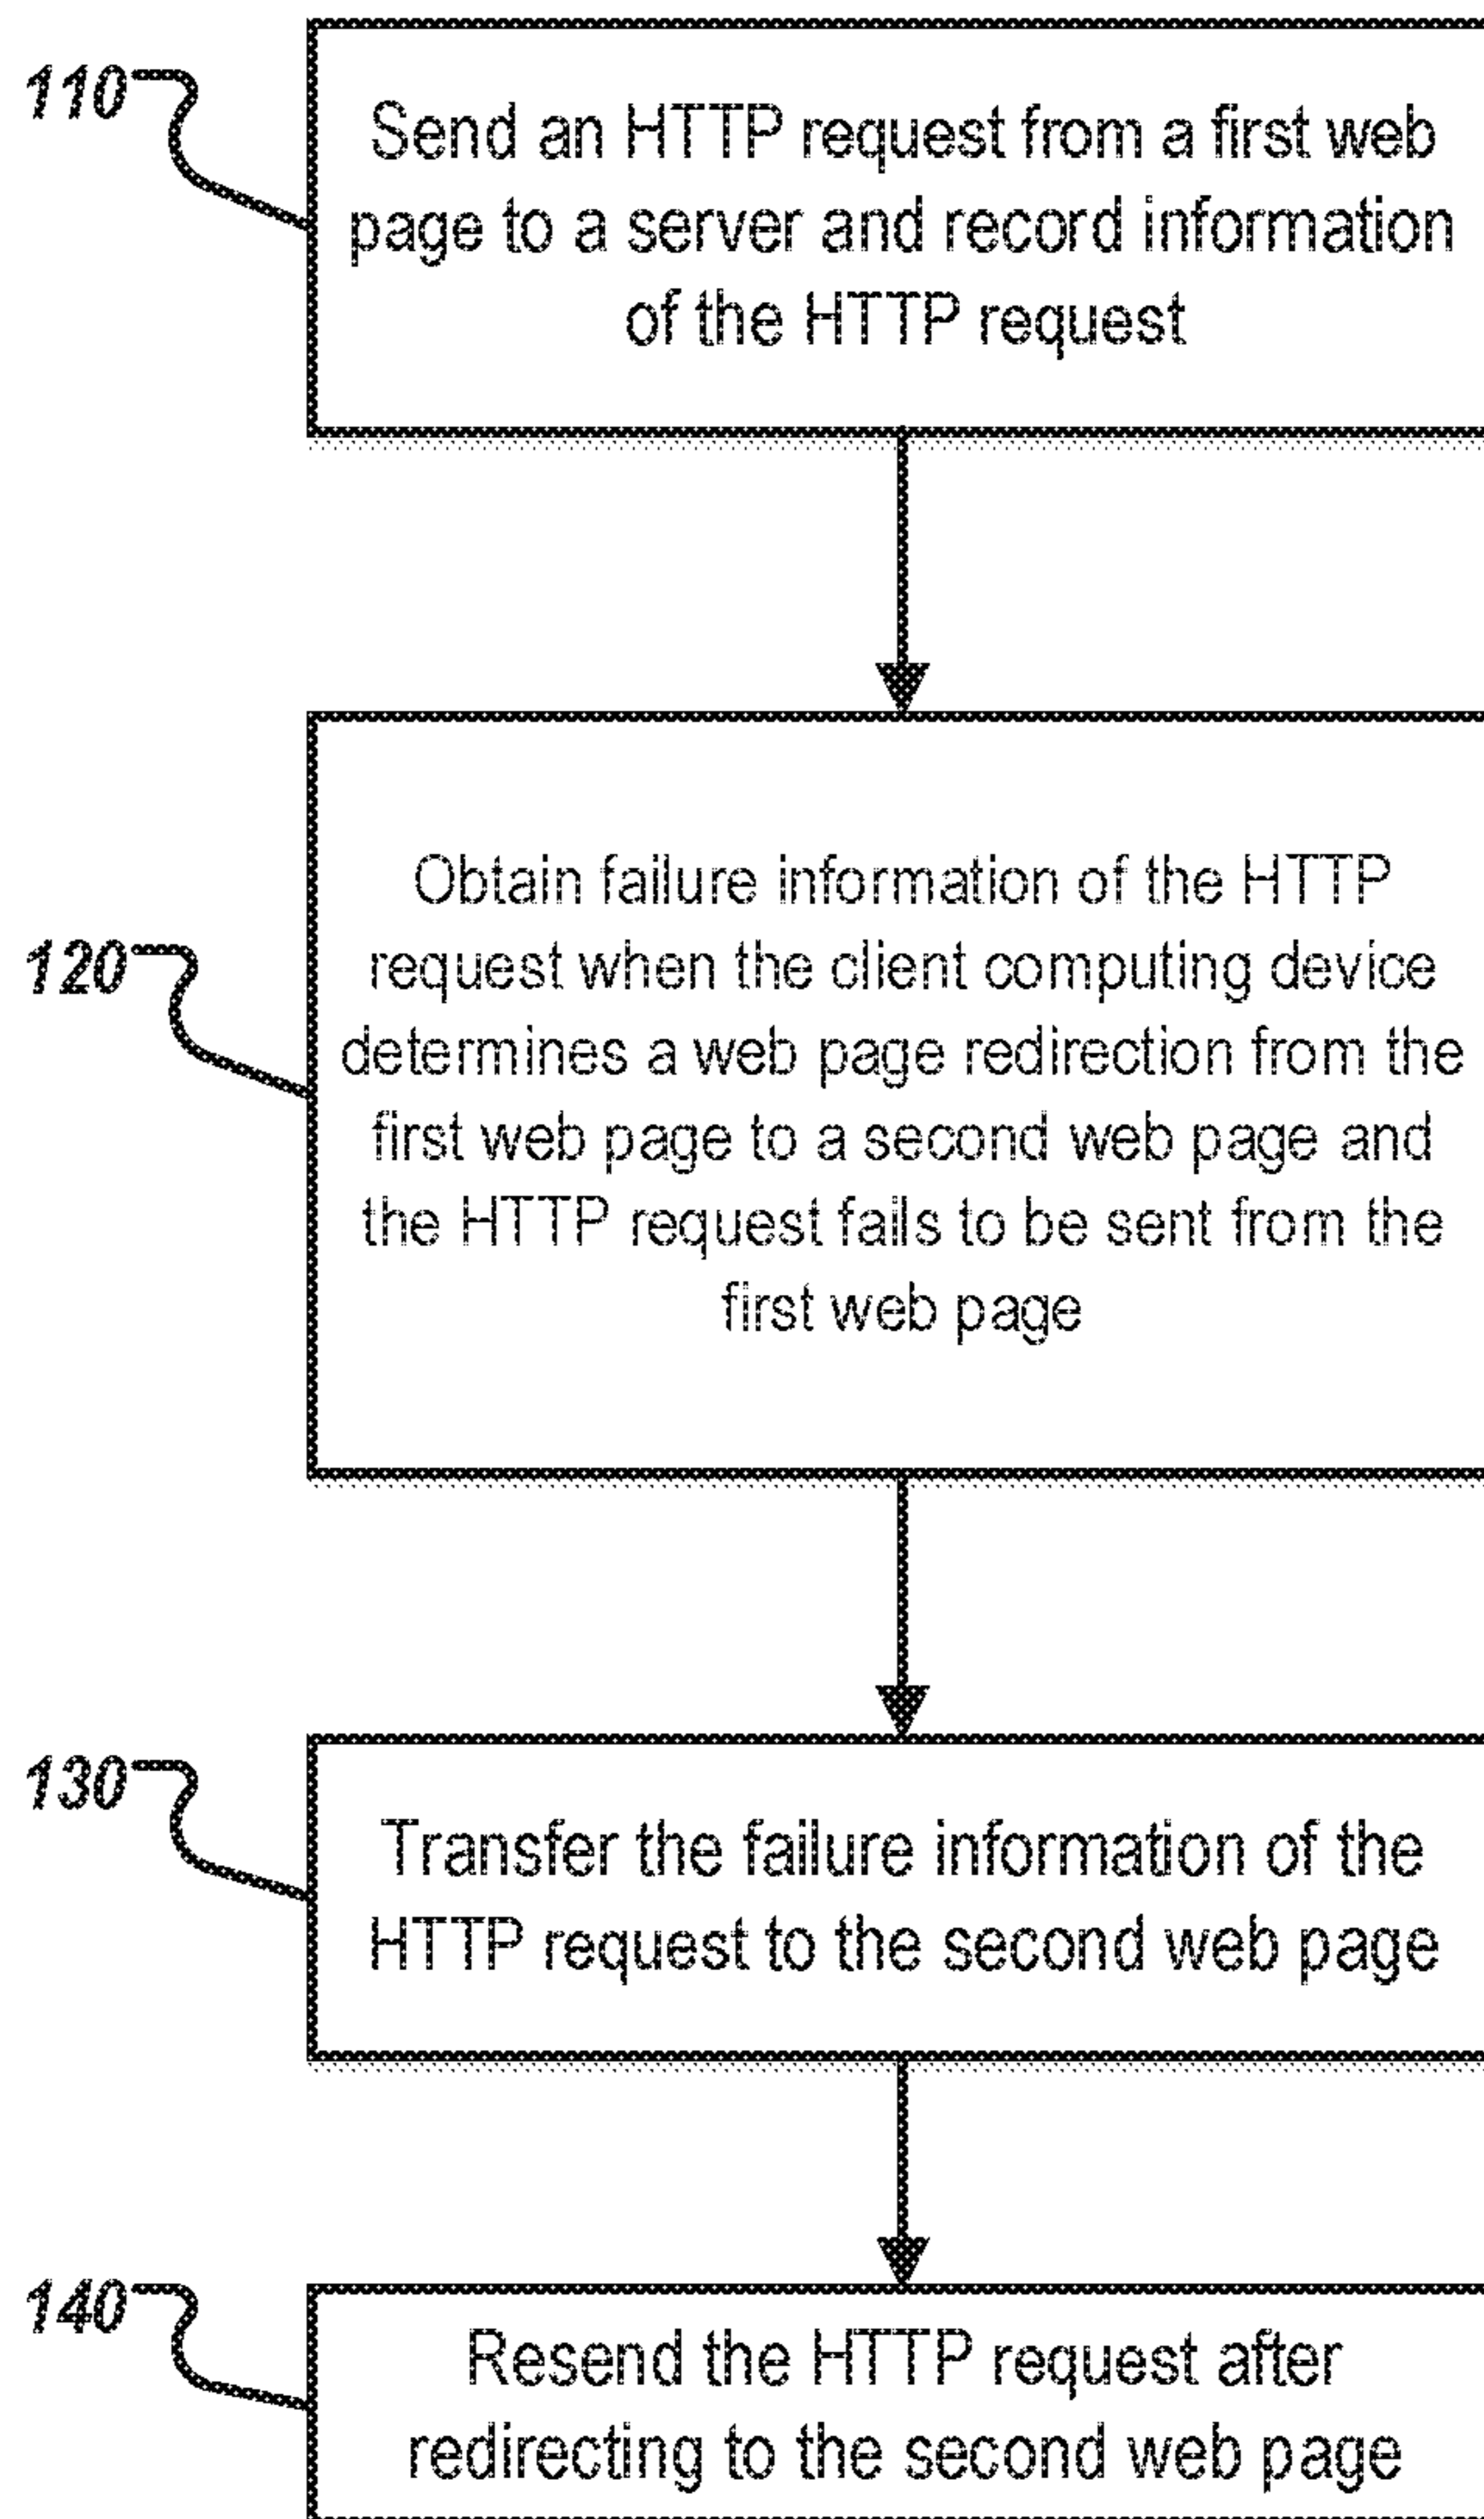 110
Send an HTTP request from a first web
page to a server and record information
of the HTTP request
120
Obtain failure information of the HTTP
request when the client computing device
determines a web page redirection from the
first web page to a second web page and
the HTTP request fails to be sent from the
first web page
130
Transfer the failure information of the
HTTP request to the second web page
140
Resend the HTTP request after
redirecting to the second web page